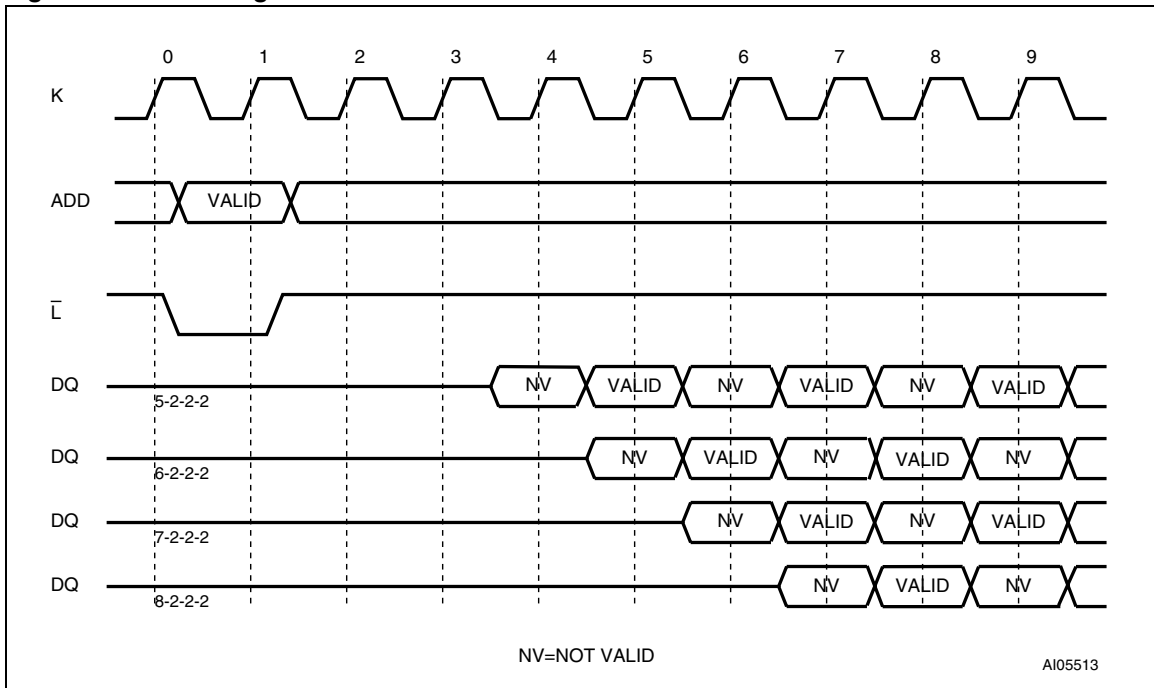 0 1 2 3 4 5 6 7 8 9
K
ADD VALID
L̅
DQ NV VALID NV VALID NV VALID
5-2-2-2
DQ NV VALID NV VALID NV
6-2-2-2
DQ NV VALID NV VALID
7-2-2-2
DQ NV VALID NV
8-2-2-2
NV=NOT VALID
AI05513